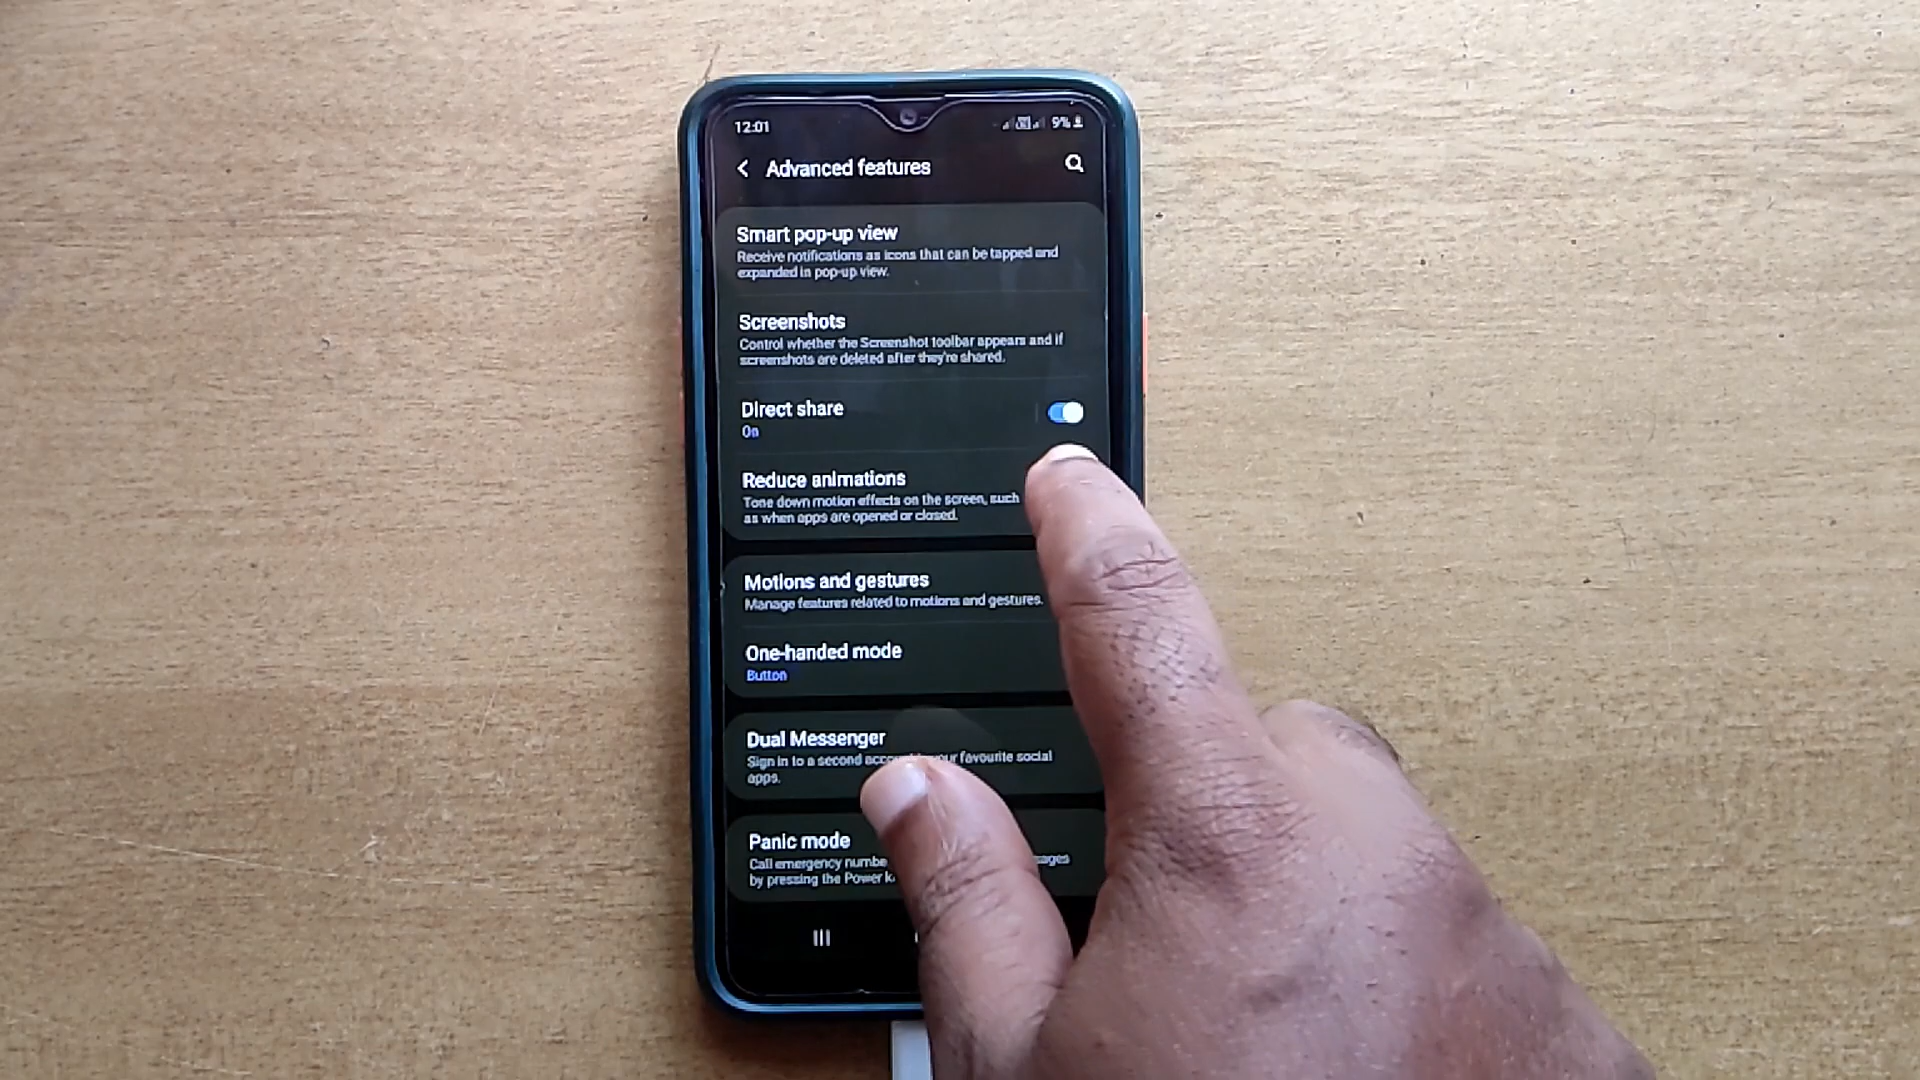 12:01
9%
Advanced features
Smart pop-up view
Receive notifications as icons that can be tapped and
expanded in pop-up view.
Screenshots
Control whether the Screenshot toolbar appears and if
screenshots are deleted after they're shared.
Direct share
On
Reduce animations
Tone down motion effects on the screen, such
as when apps are opened or closed.
Motions and gestures
Manage features related to motions and gestures.
One-handed mode
Button
Dual Messenger
Sign in to a second your favourite social
apps.
Panic mode
Call emergency
by pressing the Power